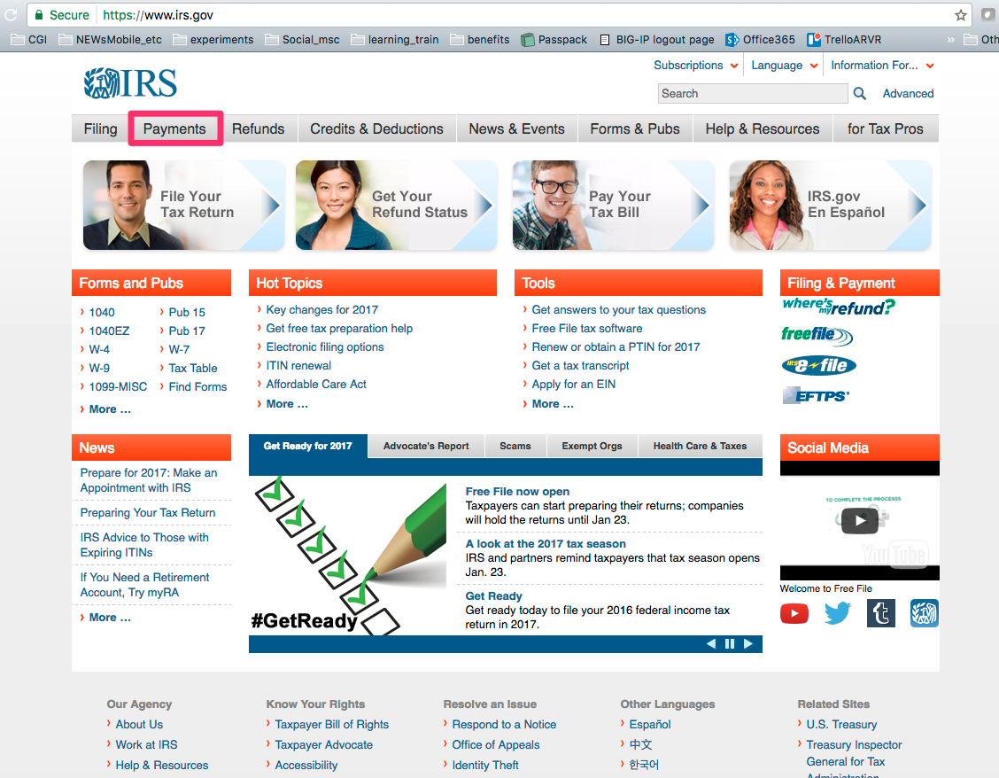 Secure https://www.irs.gov
CGI NEWsMobile_etc experiments Social_msc learning_train benefits Passpack BIG-IP logout page Office365 TrelloARVR » Oth
Subscriptions Language Information For...
IRS
Search Advanced
Filing Payments Refunds Credits & Deductions News & Events Forms & Pubs Help & Resources for Tax Pros
File Your
Tax Return
Get Your
Refund Status
Pay Your
Tax Bill
IRS.gov
En Español
Forms and Pubs
1040
1040EZ
W-4
W-9
1099-MISC
More ...
Pub 15
Pub 17
W-7
Tax Table
Find Forms
Hot Topics
Key changes for 2017
Get free tax preparation help
Electronic filing options
ITIN renewal
Affordable Care Act
More ...
Tools
Get answers to your tax questions
Free File tax software
Renew or obtain a PTIN for 2017
Get a tax transcript
Apply for an EIN
More ...
Filing & Payment
where's my refund?
freefile
IRS e-file
EFTPS
News
Prepare for 2017: Make an
Appointment with IRS
Preparing Your Tax Return
IRS Advice to Those with
Expiring ITINs
If You Need a Retirement
Account, Try myRA
More ...
Get Ready for 2017 Advocate's Report Scams Exempt Orgs Health Care & Taxes
#GetReady
Free File now open
Taxpayers can start preparing their returns; companies
will hold the returns until Jan 23.
A look at the 2017 tax season
IRS and partners remind taxpayers that tax season opens
Jan. 23.
Get Ready
Get ready today to file your 2016 federal income tax
return in 2017.
Social Media
TO COMPLETE THE PROCESSS
YouTube
Welcome to Free File
Our Agency
About Us
Work at IRS
Help & Resources
Know Your Rights
Taxpayer Bill of Rights
Taxpayer Advocate
Accessibility
Resolve an Issue
Respond to a Notice
Office of Appeals
Identity Theft
Other Languages
Español
中文
한국어
Related Sites
U.S. Treasury
Treasury Inspector
General for Tax
Administration